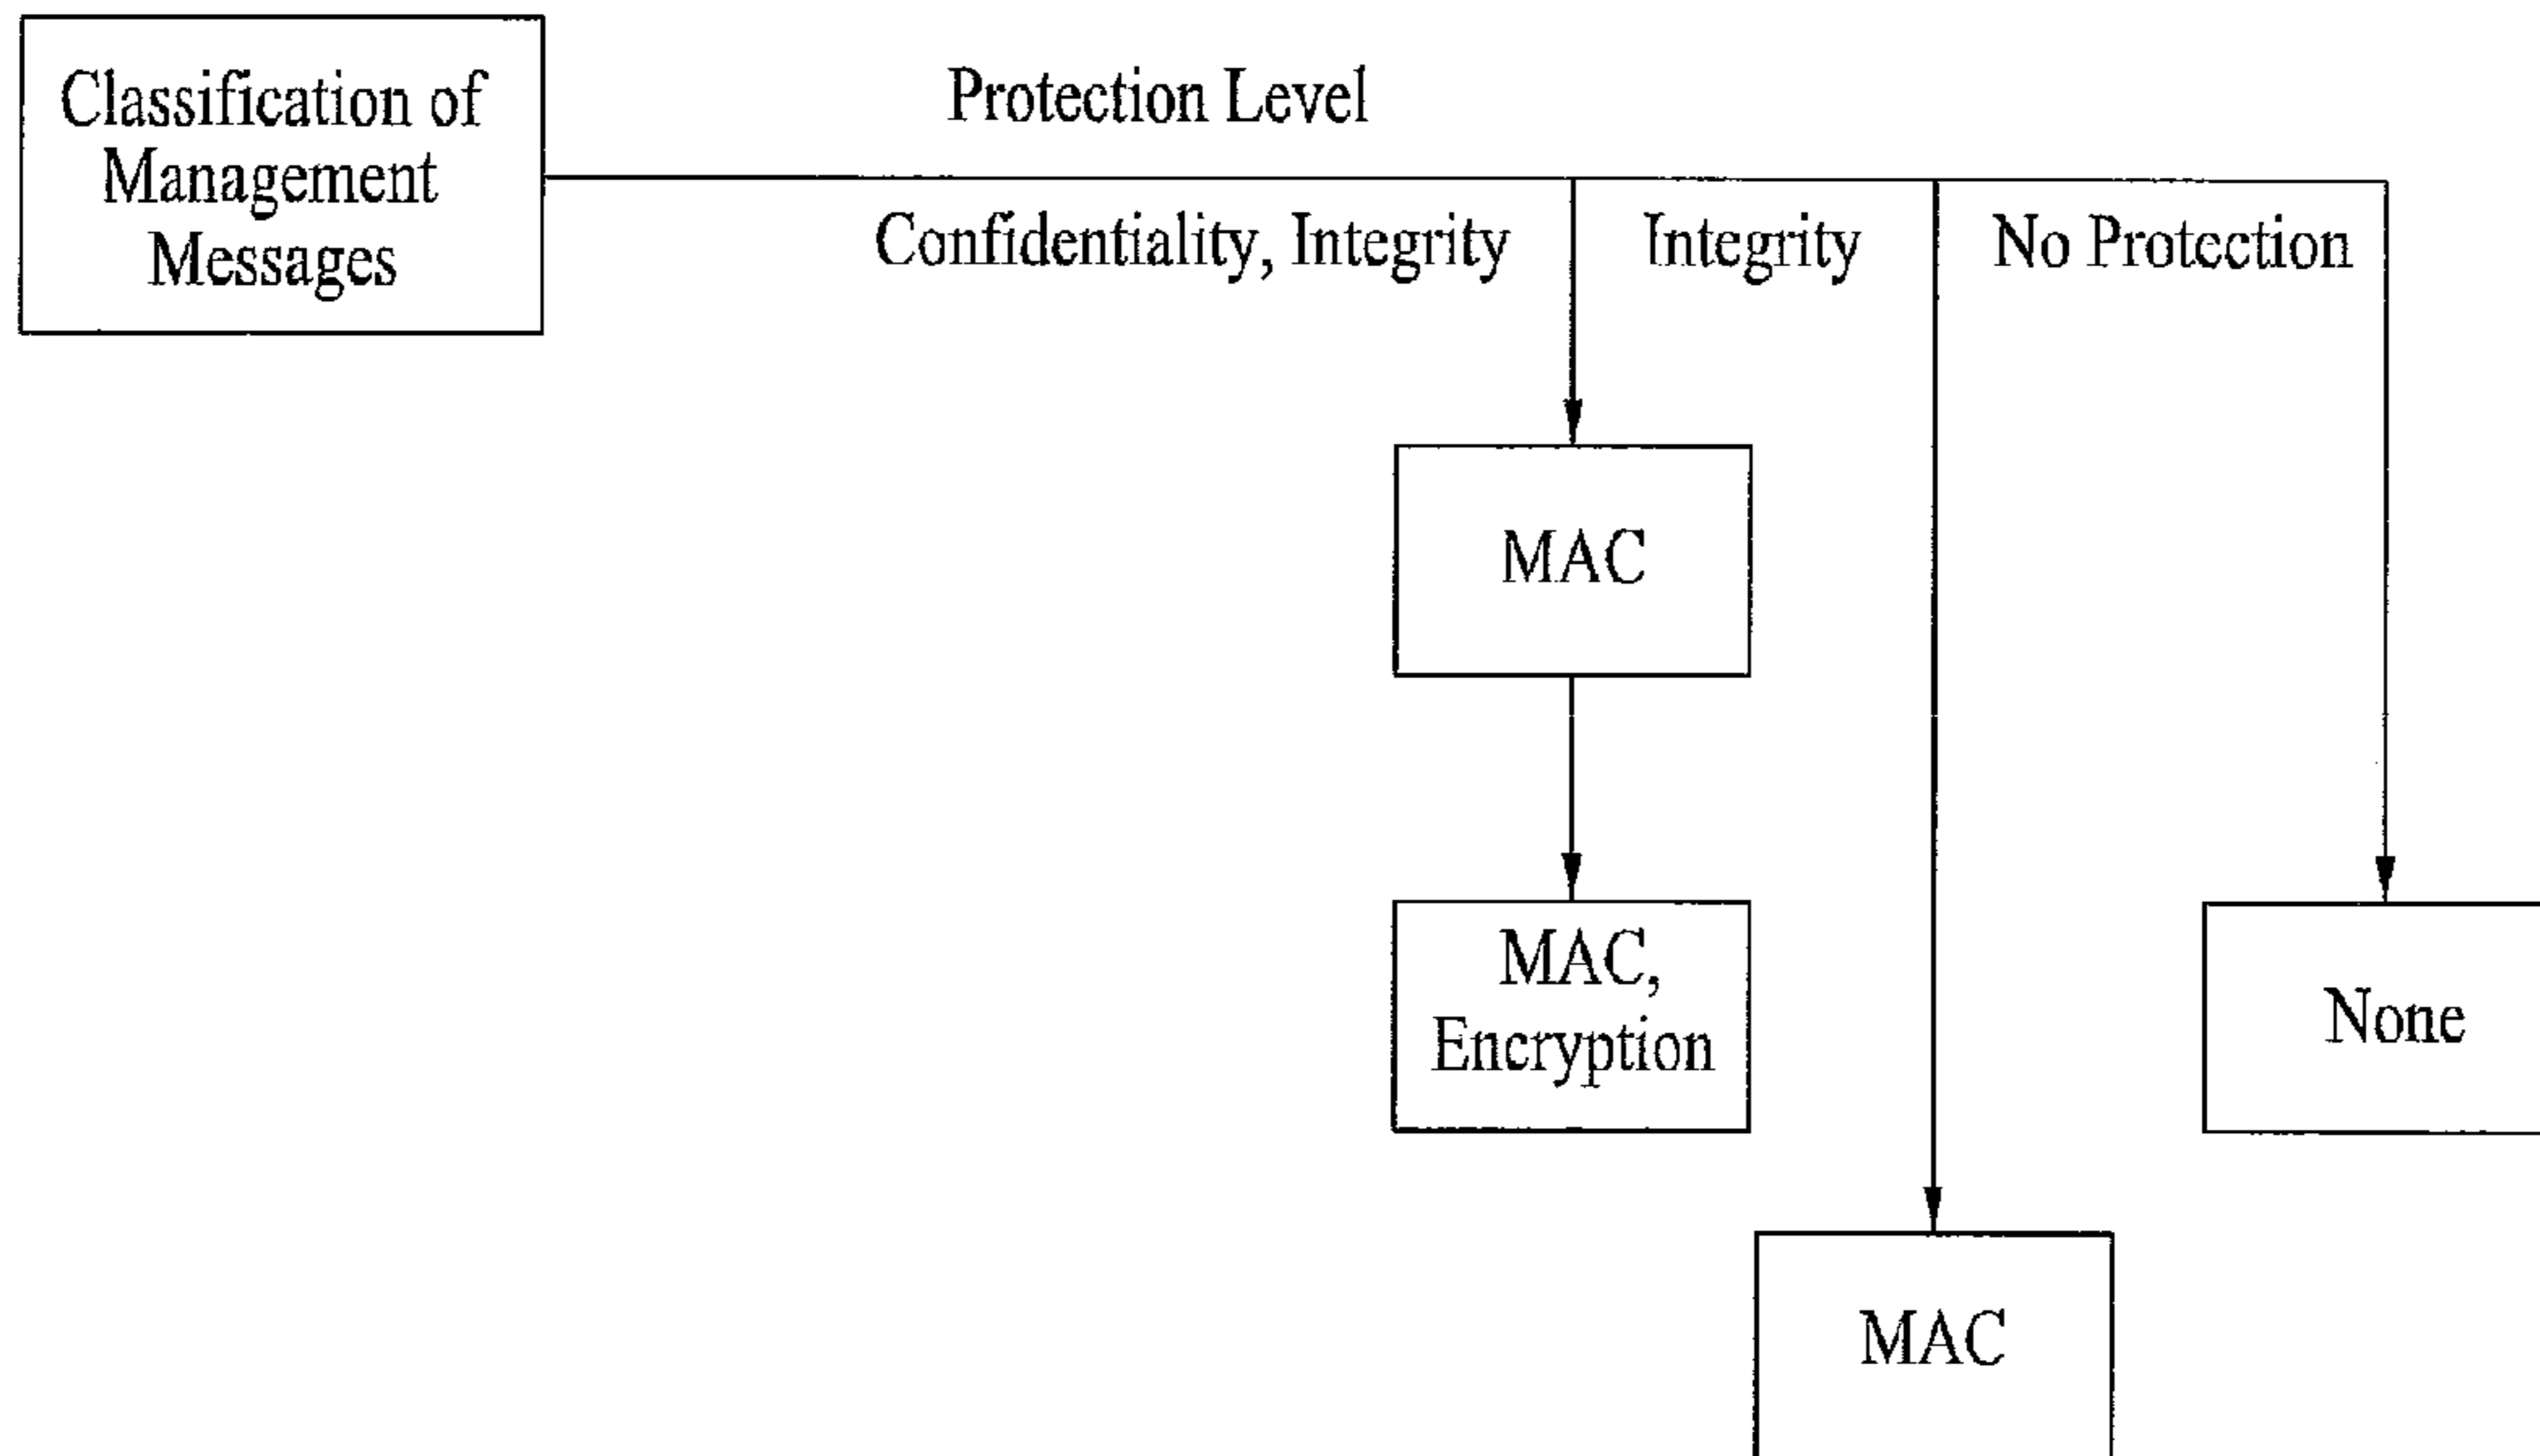 Classification of
Management
Messages
Protection Level
Confidentiality, Integrity
Integrity
No Protection
MAC
MAC,
Encryption
None
MAC